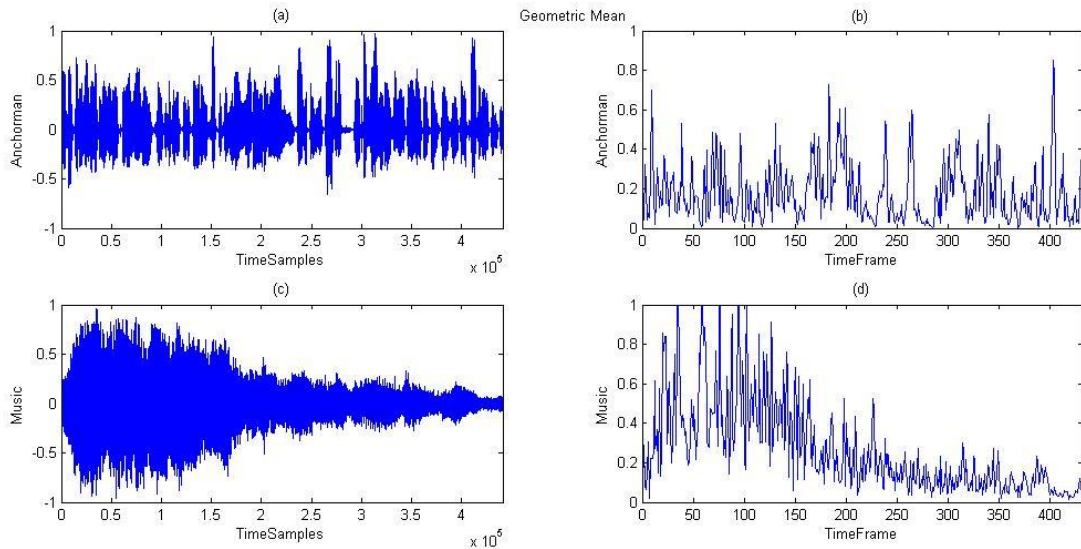 Geometric Mean
(a)
1
0.5
0
-0.5
-1
Anchorman
0 0.5 1 1.5 2 2.5 3 3.5 4
TimeSamples
x 10^5
(b)
1
0.8
0.6
0.4
0.2
0
Anchorman
0 50 100 150 200 250 300 350 400
TimeFrame
(c)
1
0.5
0
-0.5
-1
Music
0 0.5 1 1.5 2 2.5 3 3.5 4
TimeSamples
x 10^5
(d)
1
0.8
0.6
0.4
0.2
0
Music
0 50 100 150 200 250 300 350 400
TimeFrame